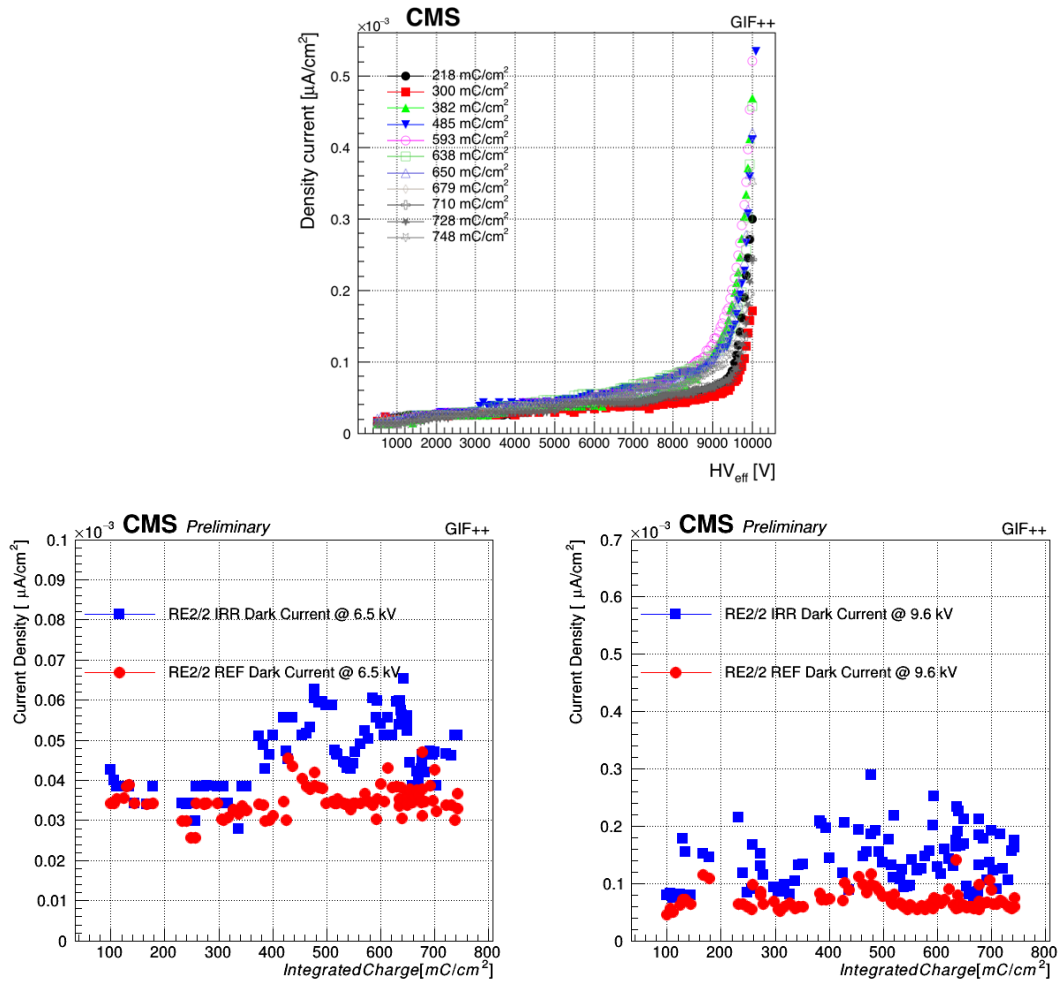 CMS
GIF++
Density current [μA/cm²]
0.5
0.4
0.3
0.2
0.1
0
×10⁻³
218 mC/cm²
300 mC/cm²
382 mC/cm²
485 mC/cm²
593 mC/cm²
638 mC/cm²
650 mC/cm²
679 mC/cm²
710 mC/cm²
728 mC/cm²
748 mC/cm²
1000 2000 3000 4000 5000 6000 7000 8000 9000 10000
HV_eff [V]
×10⁻³ CMS Preliminary GIF++
Current Density [ μA/cm²]
0.1
0.09
0.08
0.07
0.06
0.05
0.04
0.03
0.02
0.01
0
RE2/2 IRR Dark Current @ 6.5 kV
RE2/2 REF Dark Current @ 6.5 kV
100 200 300 400 500 600 700 800
IntegratedCharge[mC/cm²]
×10⁻³ CMS Preliminary GIF++
Current Density [ μA/cm²]
0.7
0.6
0.5
0.4
0.3
0.2
0.1
0
RE2/2 IRR Dark Current @ 9.6 kV
RE2/2 REF Dark Current @ 9.6 kV
100 200 300 400 500 600 700 800
IntegratedCharge[mC/cm²]